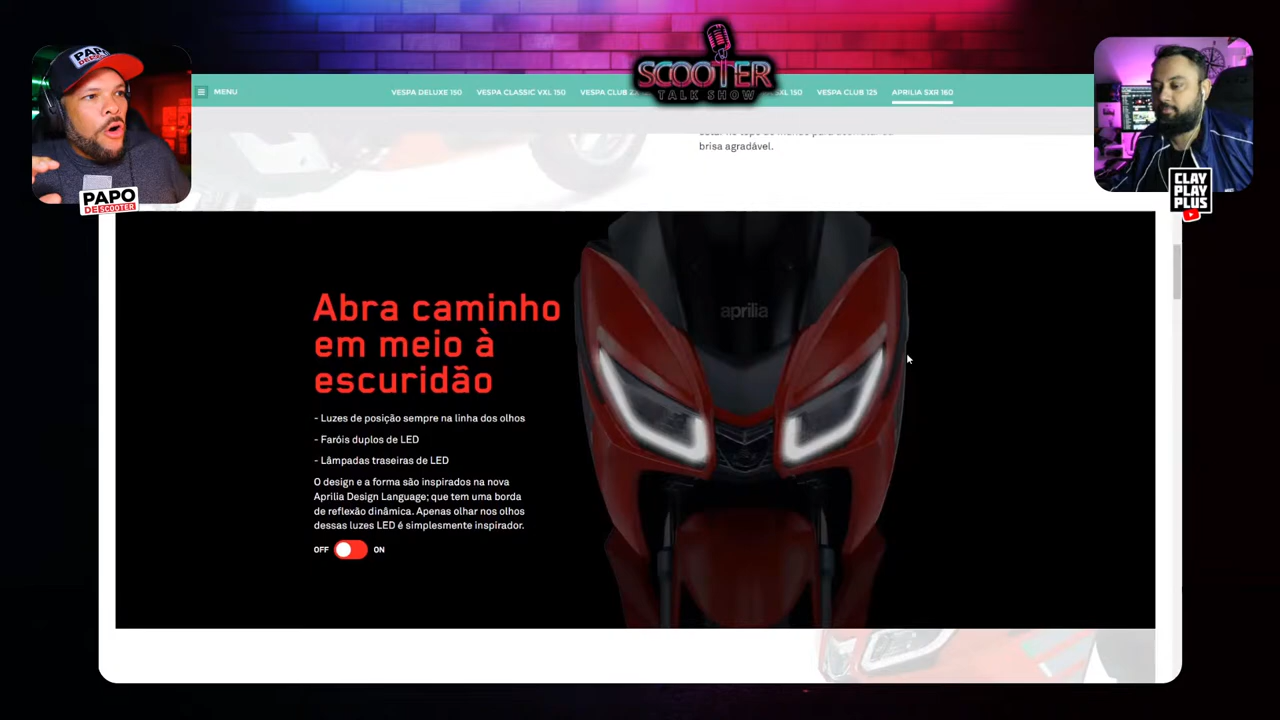 PAPO
SCOOTER
TALK SHOW
MENU
VESPA DELUXE 150
VESPA CLASSIC VXL 150
VESPA CLUB
150
VESPA CLUB 125
APRILIA SXR 160
brisa agradável.
PAPO
DE SCOOTER
CLAY
PLAY
PLUS
aprilia
Abra caminho
em meio à
escuridão
- Luzes de posição sempre na linha dos olhos
- Faróis duplos de LED
- Lâmpadas traseiras de LED
O design e a forma são inspirados na nova
Aprilia Design Language; que tem uma borda
de reflexão dinâmica. Apenas olhar nos olhos
dessas luzes LED é simplesmente inspirador.
OFF
ON